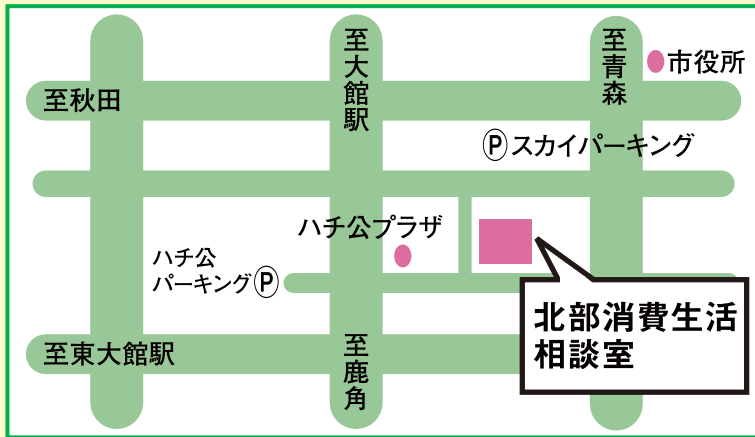 至大館駅
至青森
市役所
至秋田
Ⓟスカイパーキング
ハチ公プラザ
ハチ公
パーキングⓅ
北部消費生活
相談室
至東大館駅
至鹿角